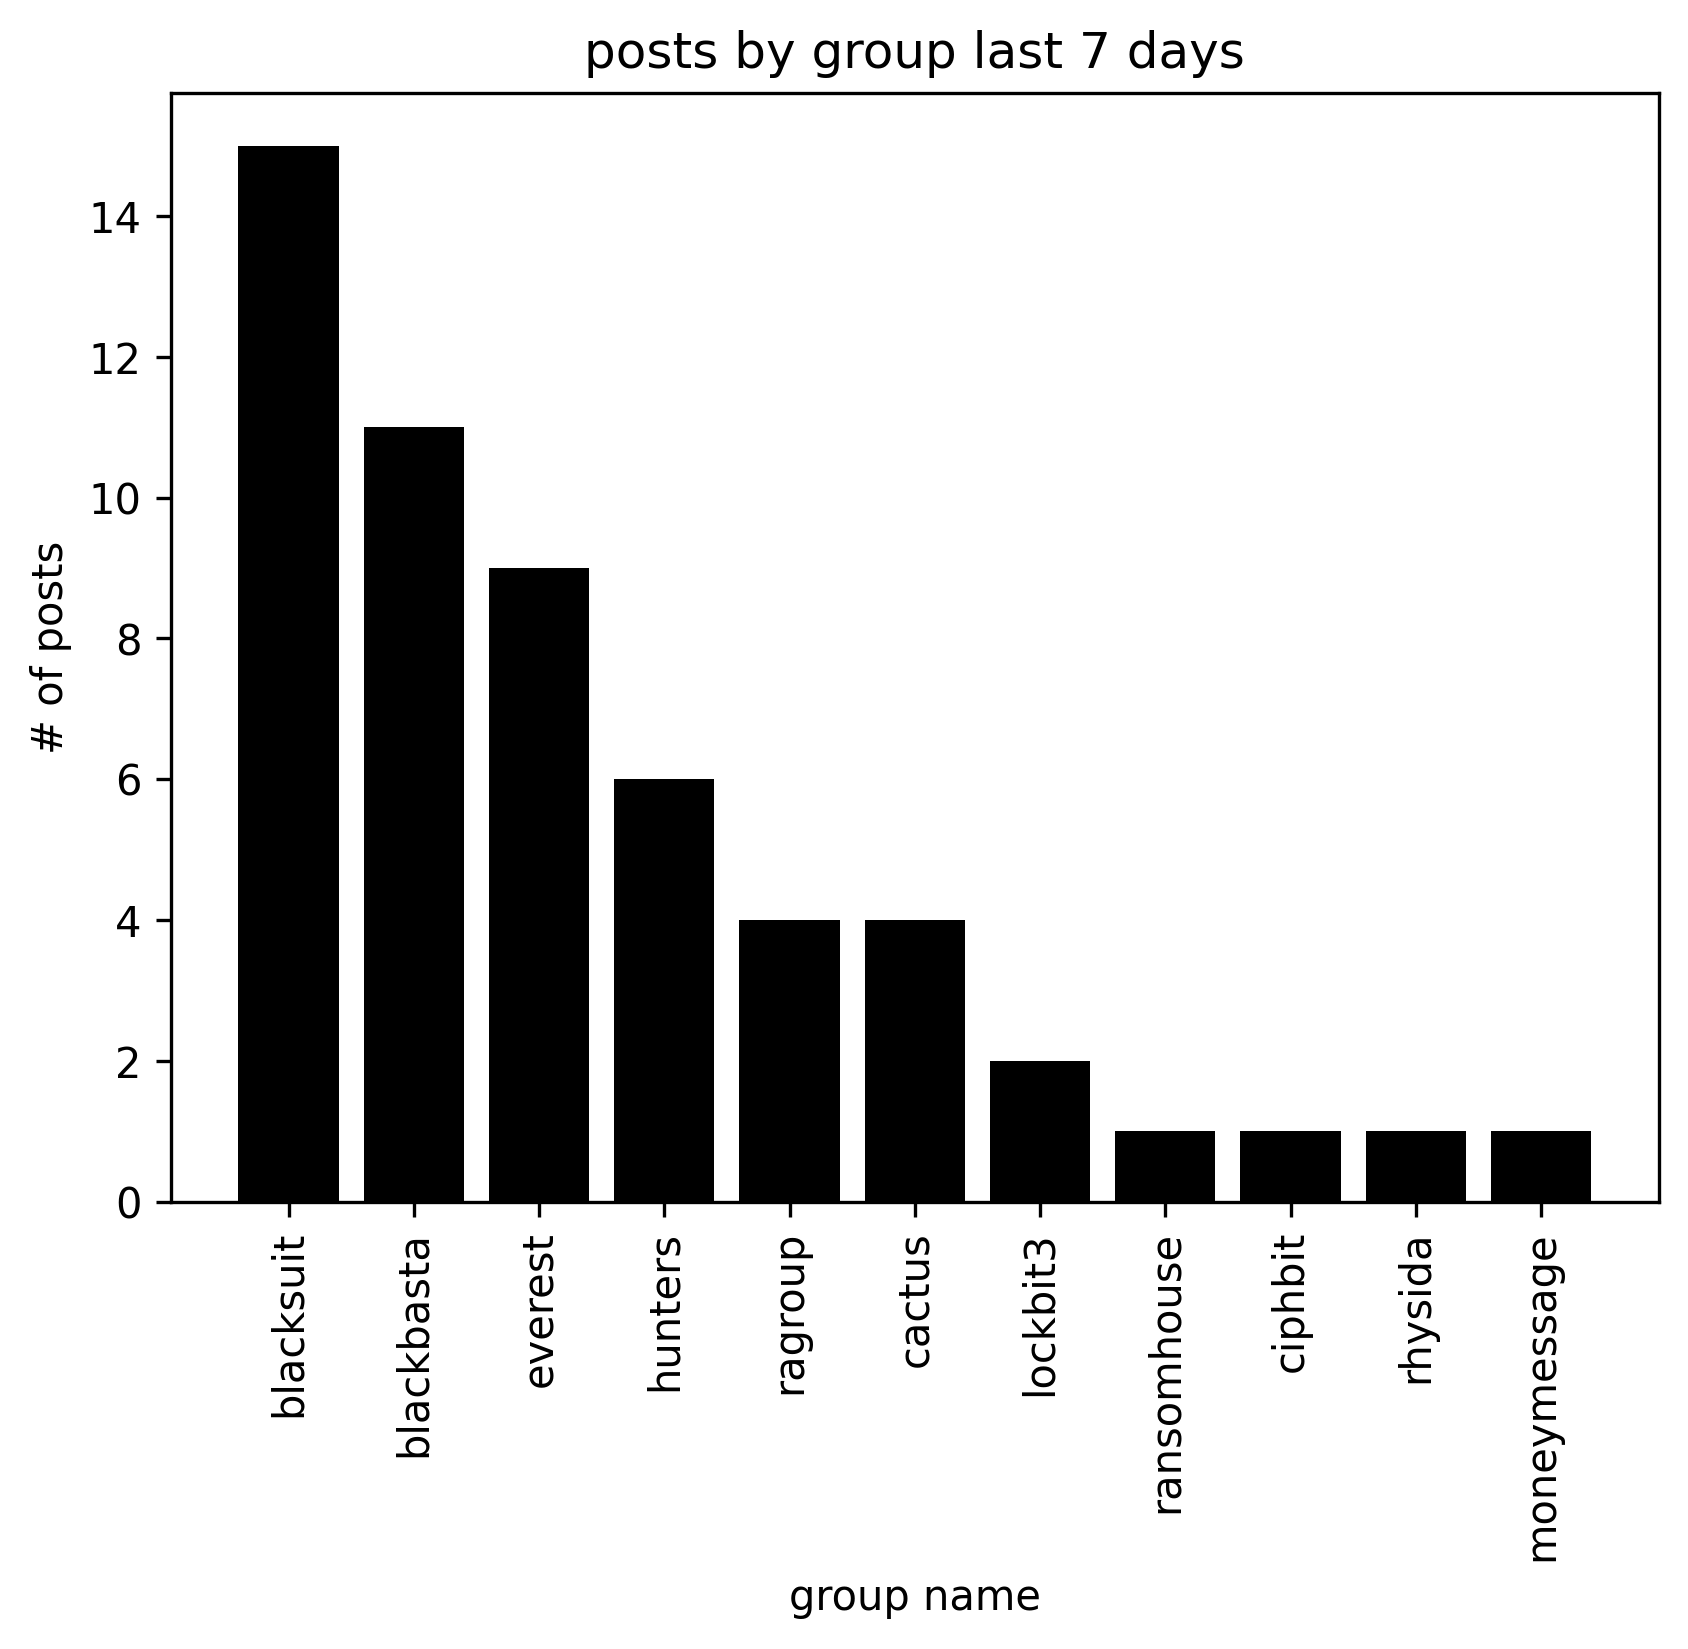 posts by group last 7 days
# of posts
14
12
10
8
6
4
2
0
blacksuit
blackbasta
everest
hunters
ragroup
cactus
lockbit3
ransomhouse
ciphbit
rhysida
moneymessage
group name